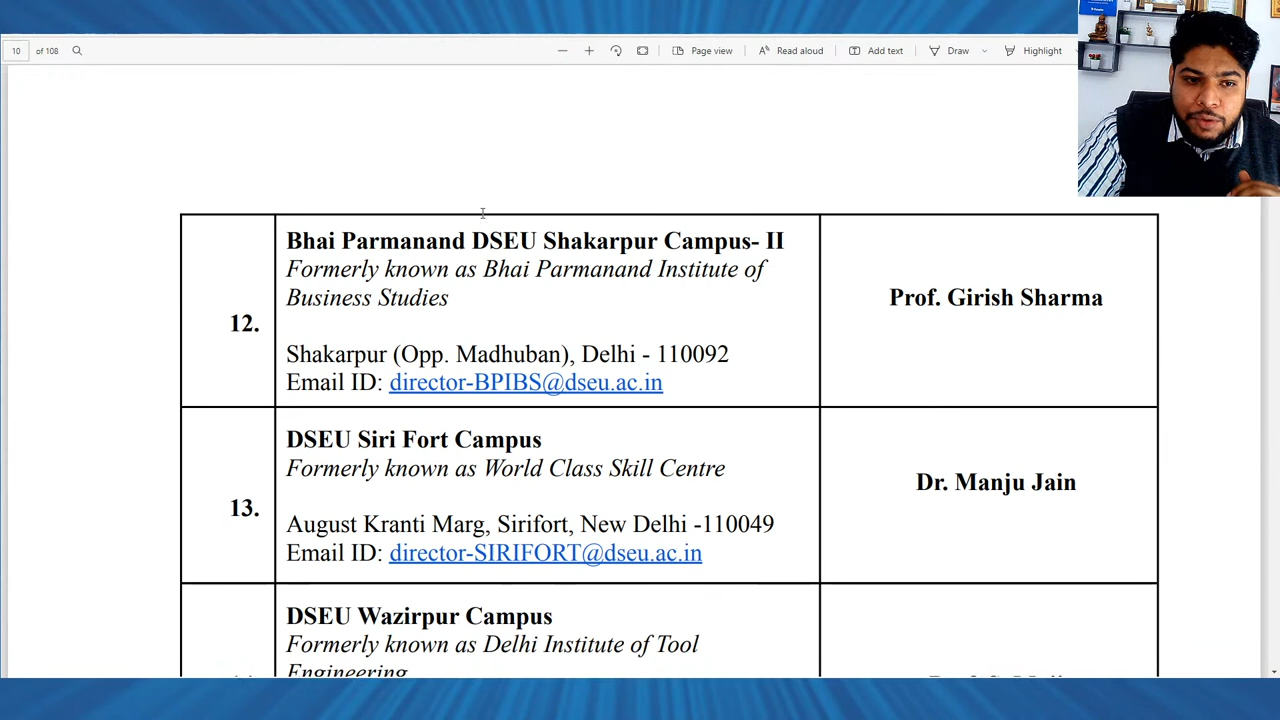 10 of 108
Page view
Read aloud
Add text
Draw
Highlight
12.
Bhai Parmanand DSEU Shakarpur Campus- II
Formerly known as Bhai Parmanand Institute of
Business Studies
Shakarpur (Opp. Madhuban), Delhi - 110092
Email ID: director-BPIBS@dseu.ac.in
Prof. Girish Sharma
13.
DSEU Siri Fort Campus
Formerly known as World Class Skill Centre
August Kranti Marg, Sirifort, New Delhi -110049
Email ID: director-SIRIFORT@dseu.ac.in
Dr. Manju Jain
DSEU Wazirpur Campus
Formerly known as Delhi Institute of Tool
Engineering